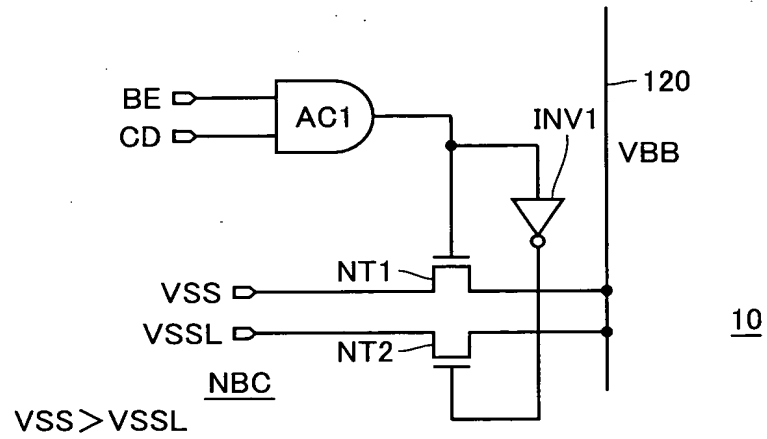 BE
CD
AC1
INV1
120
VBB
NT1
VSS
VSSL
NT2
10
NBC
VSS>VSSL